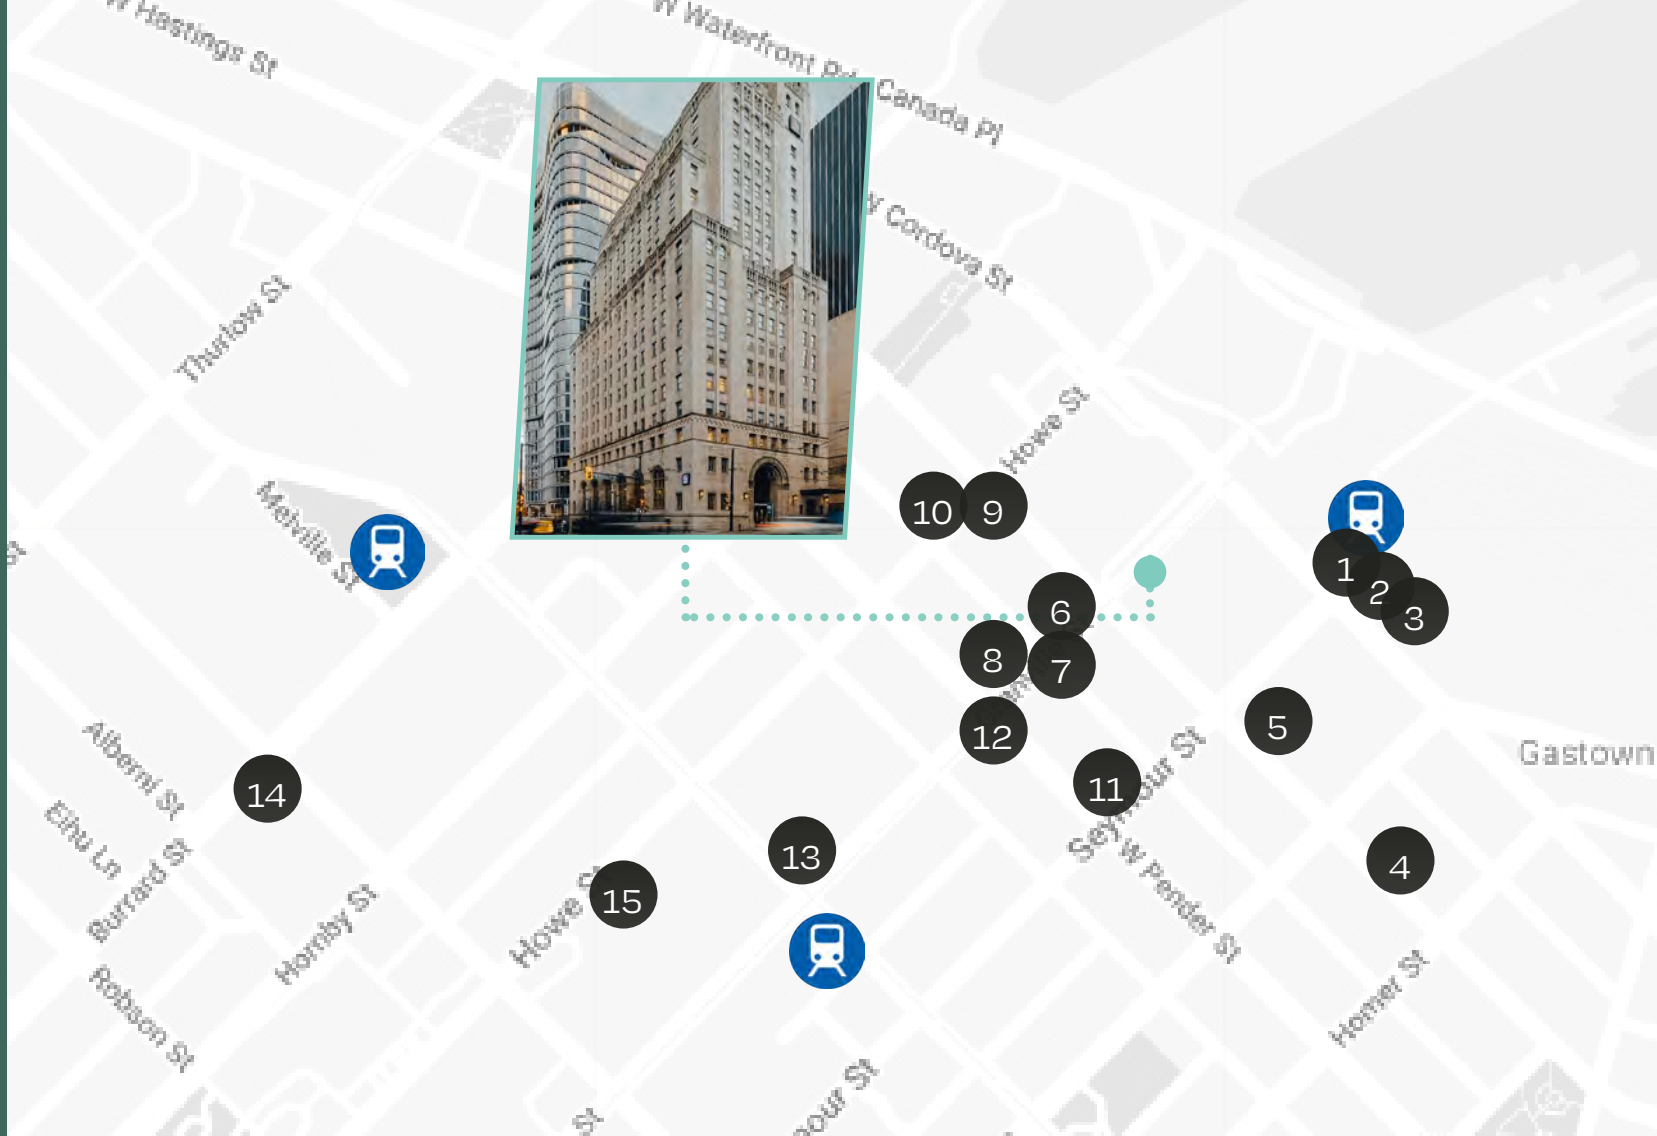 W Hastings St
W Waterfront Rd
Canada Pl
W Cordova St
Thurlow St
Howe St
Melville St
10
9
1
2
3
6
8
7
12
5
11
Seymour St
Gastown
Alberni St
14
Elhu Ln
Burrard St
Hornby St
Howe St
15
13
4
W Pender St
Homer St
Robson St
St